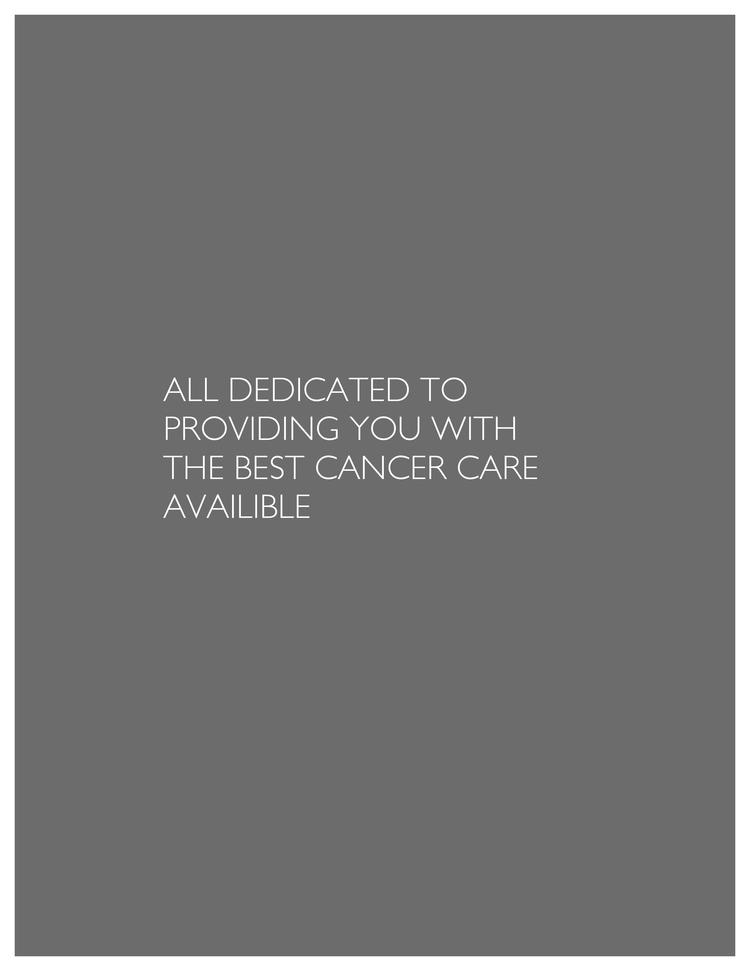 ALL DEDICATED TO
PROVIDING YOU WITH
THE BEST CANCER CARE
AVAILIBLE